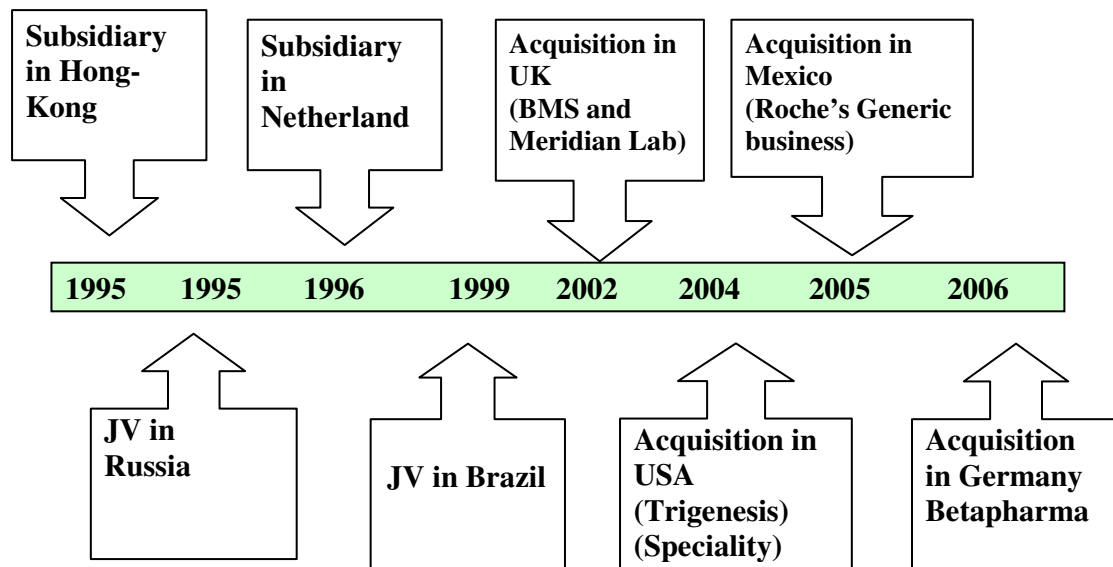 Subsidiary
in Hong-
Kong
Subsidiary
in
Netherland
Acquisition in
UK
(BMS and
Meridian Lab)
Acquisition in
Mexico
(Roche's Generic
business)
1995 1995 1996 1999 2002 2004 2005 2006
JV in
Russia
JV in Brazil
Acquisition in
USA
(Trigenesis)
(Speciality)
Acquisition
in Germany
Betapharma